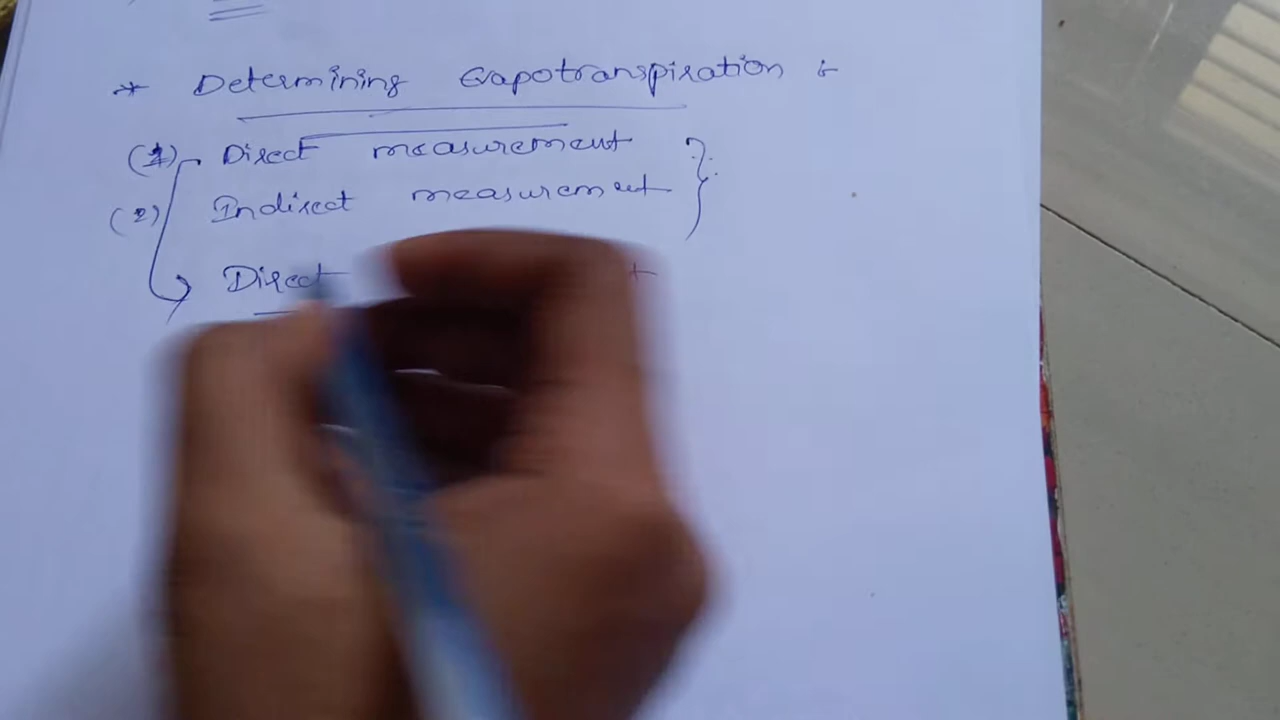 * Determining Evapotranspiration :-
(1) Direct measurement
(2) Indirect measurement
Direct